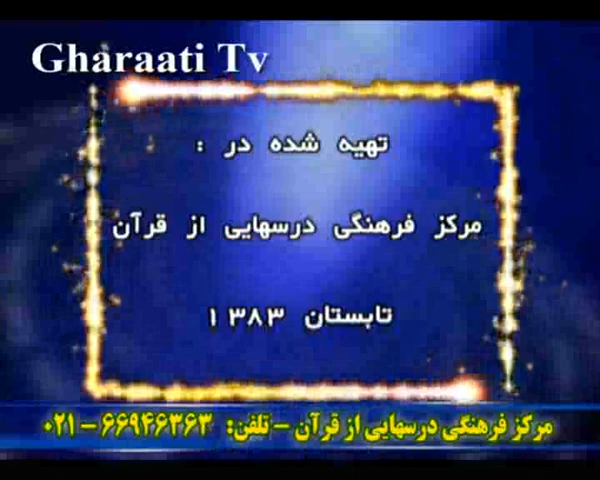 Gharaati Tv
تهیه شده در :
مرکز فرهنگی درسهایی از قرآن
تابستان ۱۳۸۳
مرکز فرهنگی درسهایی از قرآن - تلفن: ۶۶۹۴۶۳۶۳ - ۰۲۱